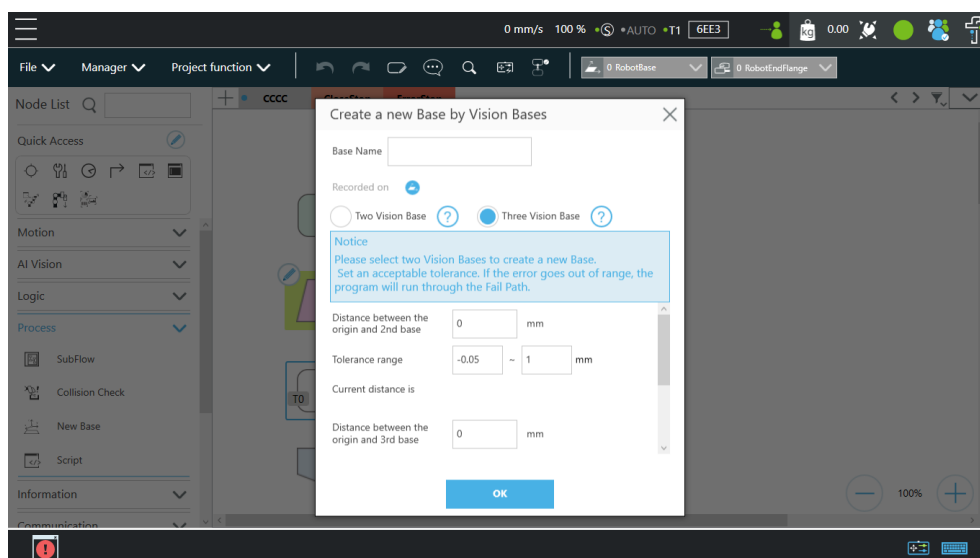 0 mm/s 100 % S AUTO T1 6EE3 kg 0.00
File Manager Project function 0 RobotBase 0 RobotEndFlange
Node List
cccc
Quick Access
Motion
AI Vision
Logic
Process
SubFlow
Collision Check
New Base
Script
Information
Communication
T0
Create a new Base by Vision Bases
Base Name
Recorded on
Two Vision Base ? Three Vision Base ?
Notice
Please select two Vision Bases to create a new Base.
Set an acceptable tolerance. If the error goes out of range, the
program will run through the Fail Path.
Distance between the
origin and 2nd base
0 mm
Tolerance range -0.05 ~ 1 mm
Current distance is
Distance between the
origin and 3rd base
0 mm
OK
100%